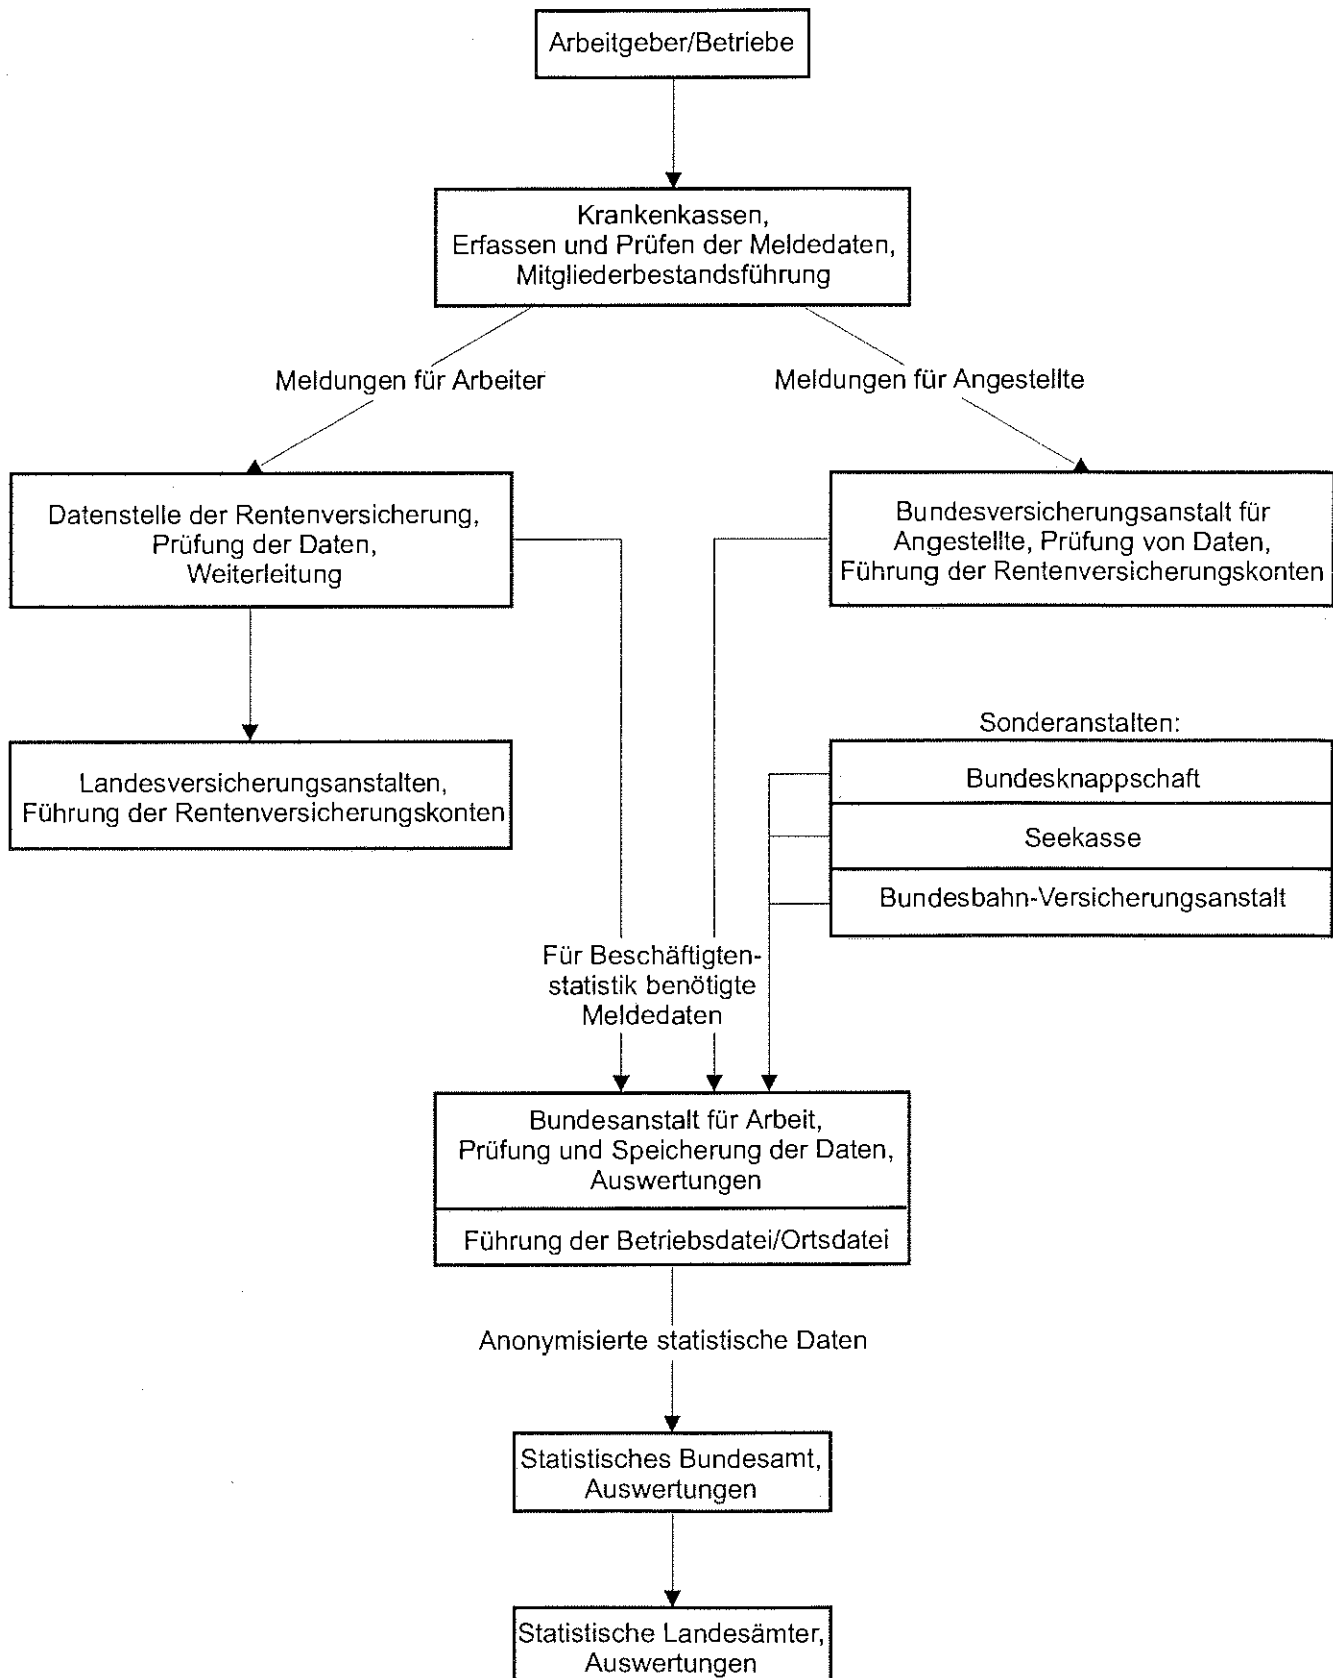 Arbeitgeber/Betriebe
Krankenkassen,
Erfassen und Prüfen der Meldedaten,
Mitgliederbestandsführung
Meldungen für Arbeiter
Meldungen für Angestellte
Datenstelle der Rentenversicherung,
Prüfung der Daten,
Weiterleitung
Bundesversicherungsanstalt für
Angestellte, Prüfung von Daten,
Führung der Rentenversicherungskonten
Landesversicherungsanstalten,
Führung der Rentenversicherungskonten
Sonderanstalten:
Bundesknappschaft
Seekasse
Bundesbahn-Versicherungsanstalt
Für Beschäftigten-
statistik benötigte
Meldedaten
Bundesanstalt für Arbeit,
Prüfung und Speicherung der Daten,
Auswertungen
Führung der Betriebsdatei/Ortsdatei
Anonymisierte statistische Daten
Statistisches Bundesamt,
Auswertungen
Statistische Landesämter,
Auswertungen